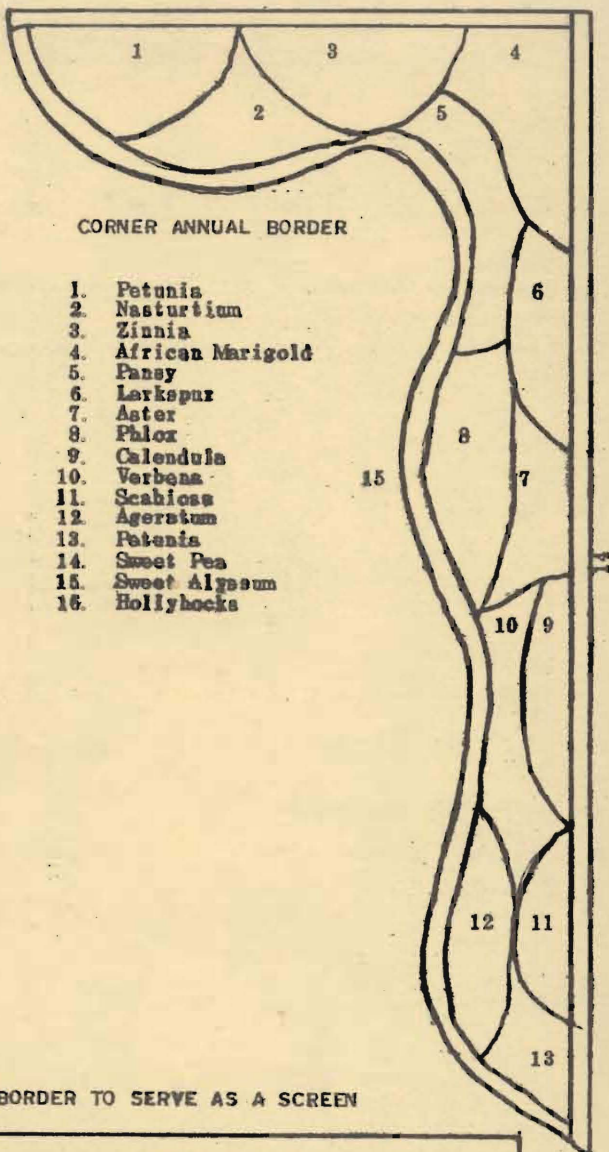 1
3
4
2
5
CORNER ANNUAL BORDER
1. Petunia
2. Nasturtium
3. Zinnia
4. African Marigold
5. Pansy
6. Larkspur
7. Aster
8. Phlox
9. Calendula
10. Verbena
11. Scabiosa
12. Ageratum
13. Petunia
14. Sweet Pea
15. Sweet Alyssum
16. Hollyhocks
6
8
15
7
14
10
9
12
11
13
BORDER TO SERVE AS A SCREEN